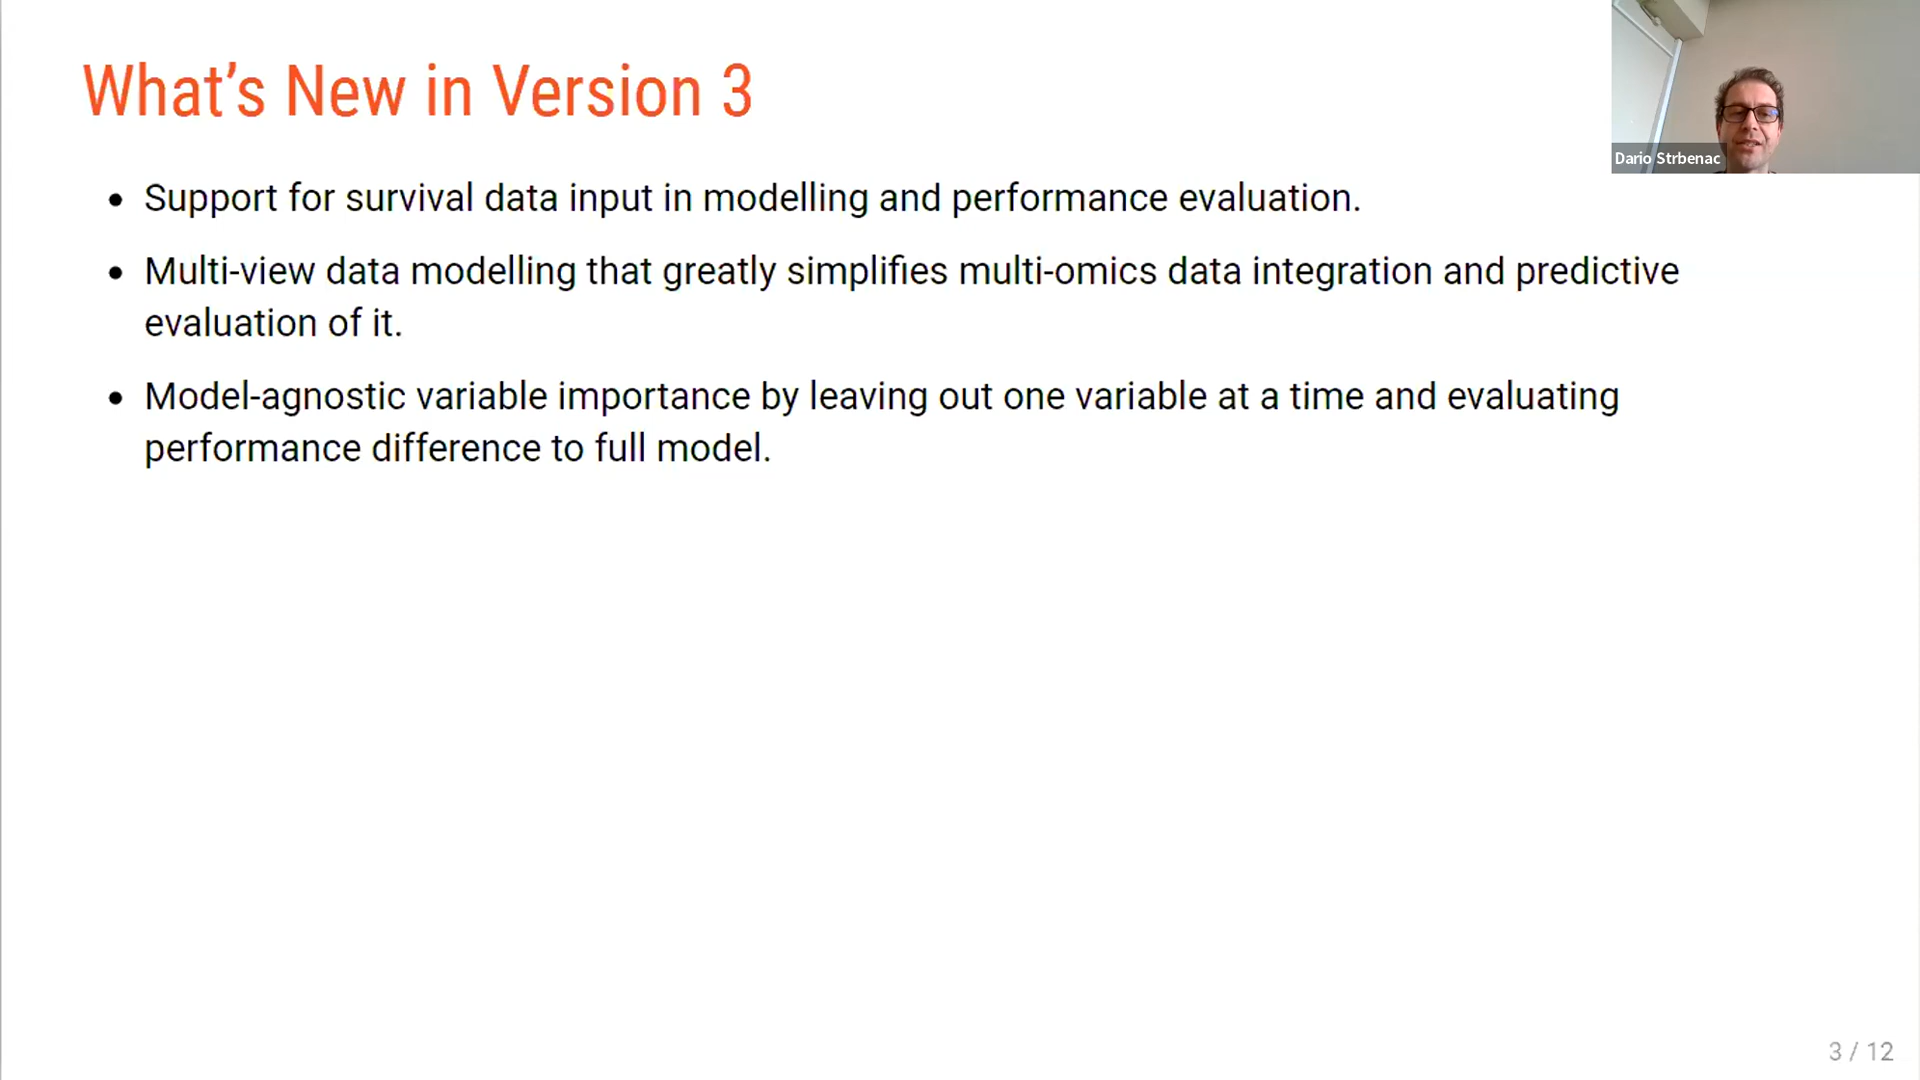 What's New in Version 3
Dario Strbenac
• Support for survival data input in modelling and performance evaluation.
• Multi-view data modelling that greatly simplifies multi-omics data integration and predictive
evaluation of it.
• Model-agnostic variable importance by leaving out one variable at a time and evaluating
performance difference to full model.
3 / 12